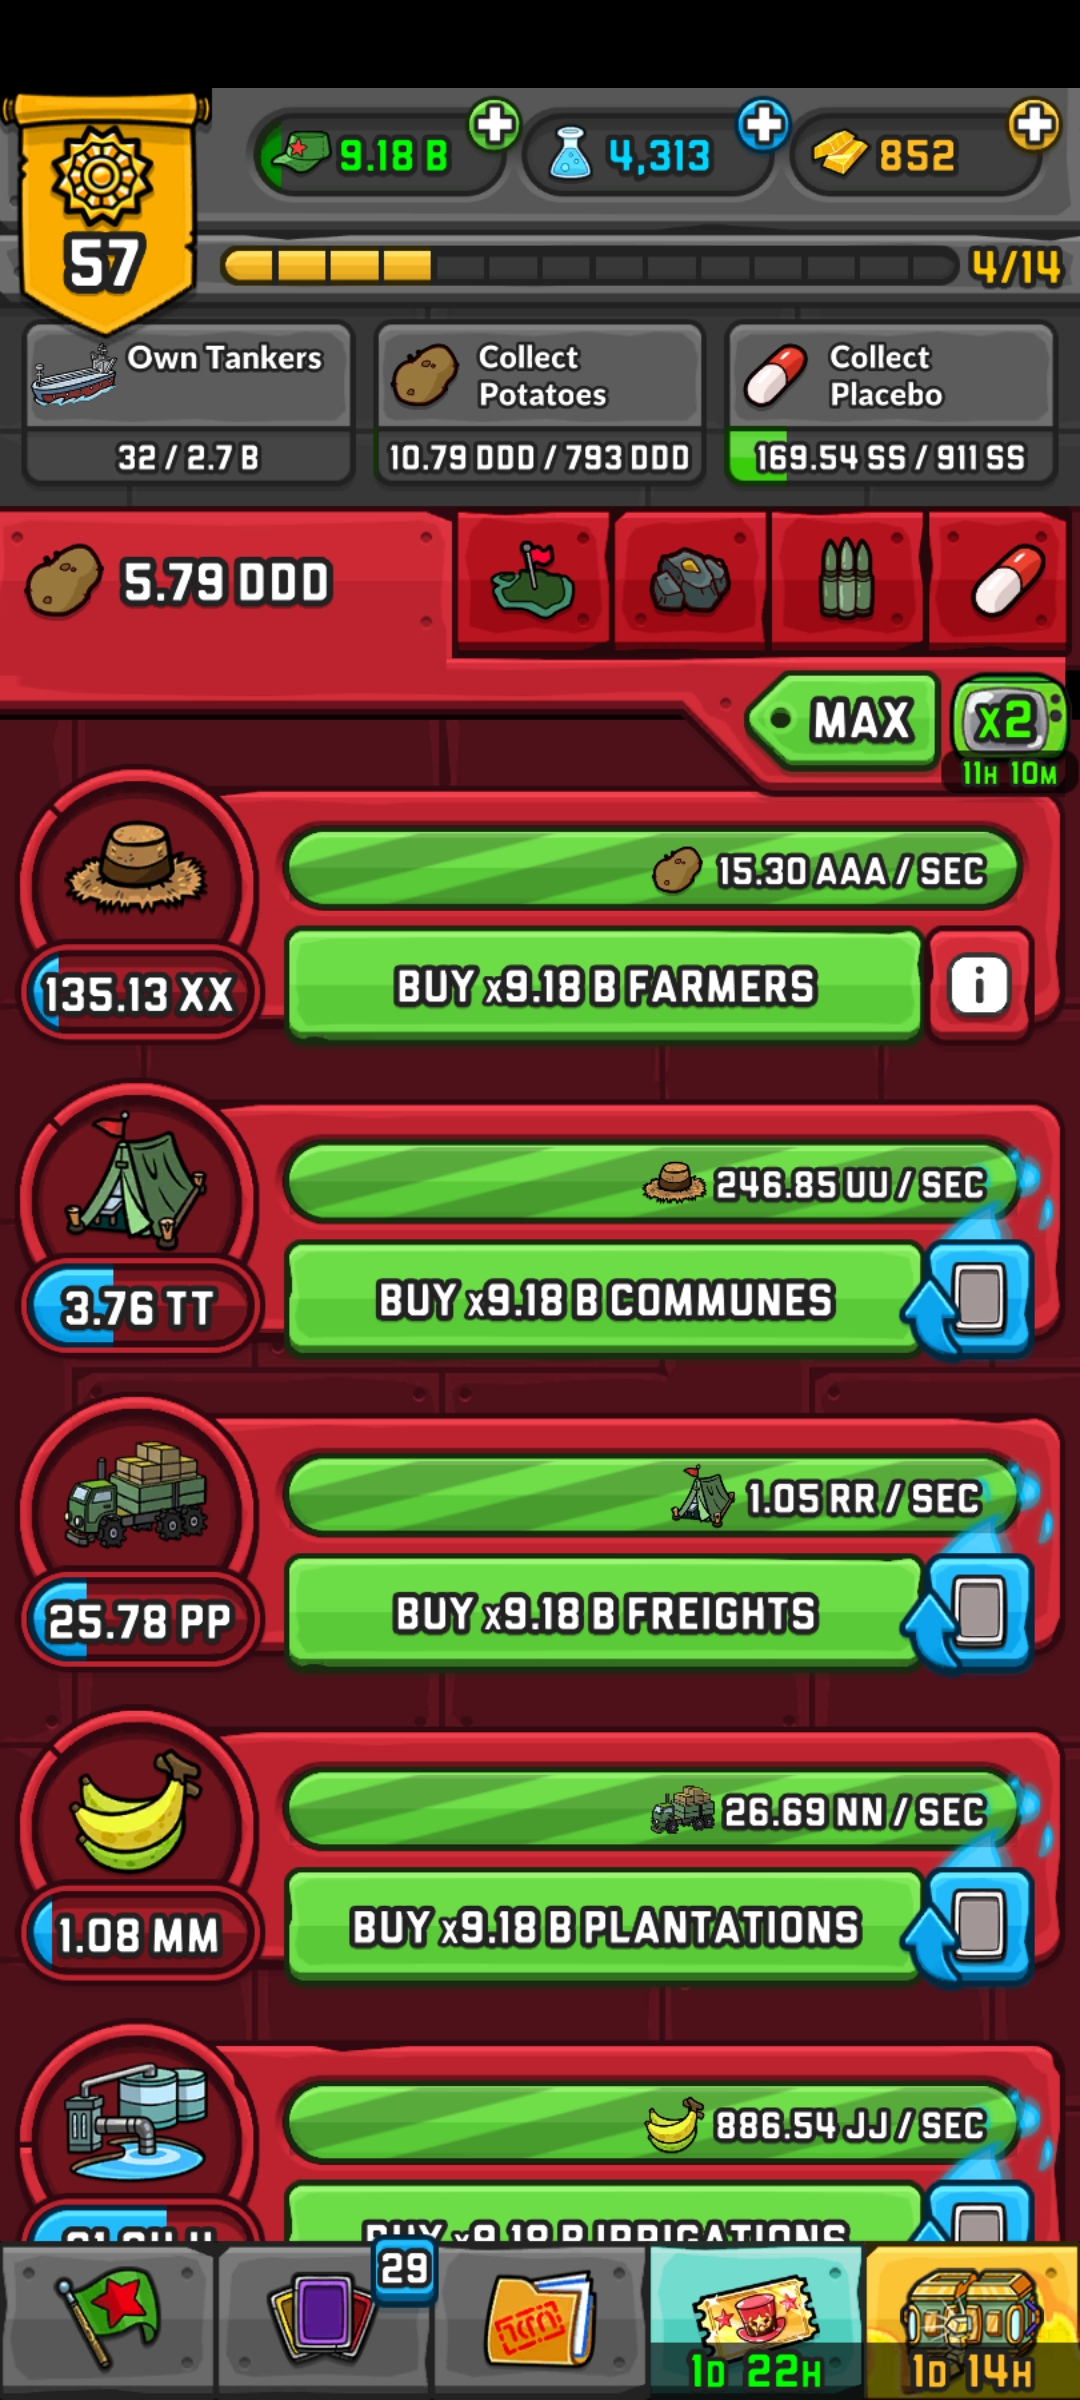 57
9.18 B
4,313
852
4/14
Own Tankers
32 / 2.7 B
Collect
Potatoes
10.79 DDD / 793 DDD
Collect
Placebo
169.54 SS / 911 SS
5.79 DDD
MAX
x2
11H 10M
15.30 AAA / SEC
135.13 XX
BUY x9.18 B FARMERS
i
246.85 UU / SEC
3.76 TT
BUY x9.18 B COMMUNES
1.05 RR / SEC
25.78 PP
BUY x9.18 B FREIGHTS
26.69 NN / SEC
1.08 MM
BUY x9.18 B PLANTATIONS
886.54 JJ / SEC
BUY x9.18 B IRRIGATIONS
29
1D 22H
1D 14H